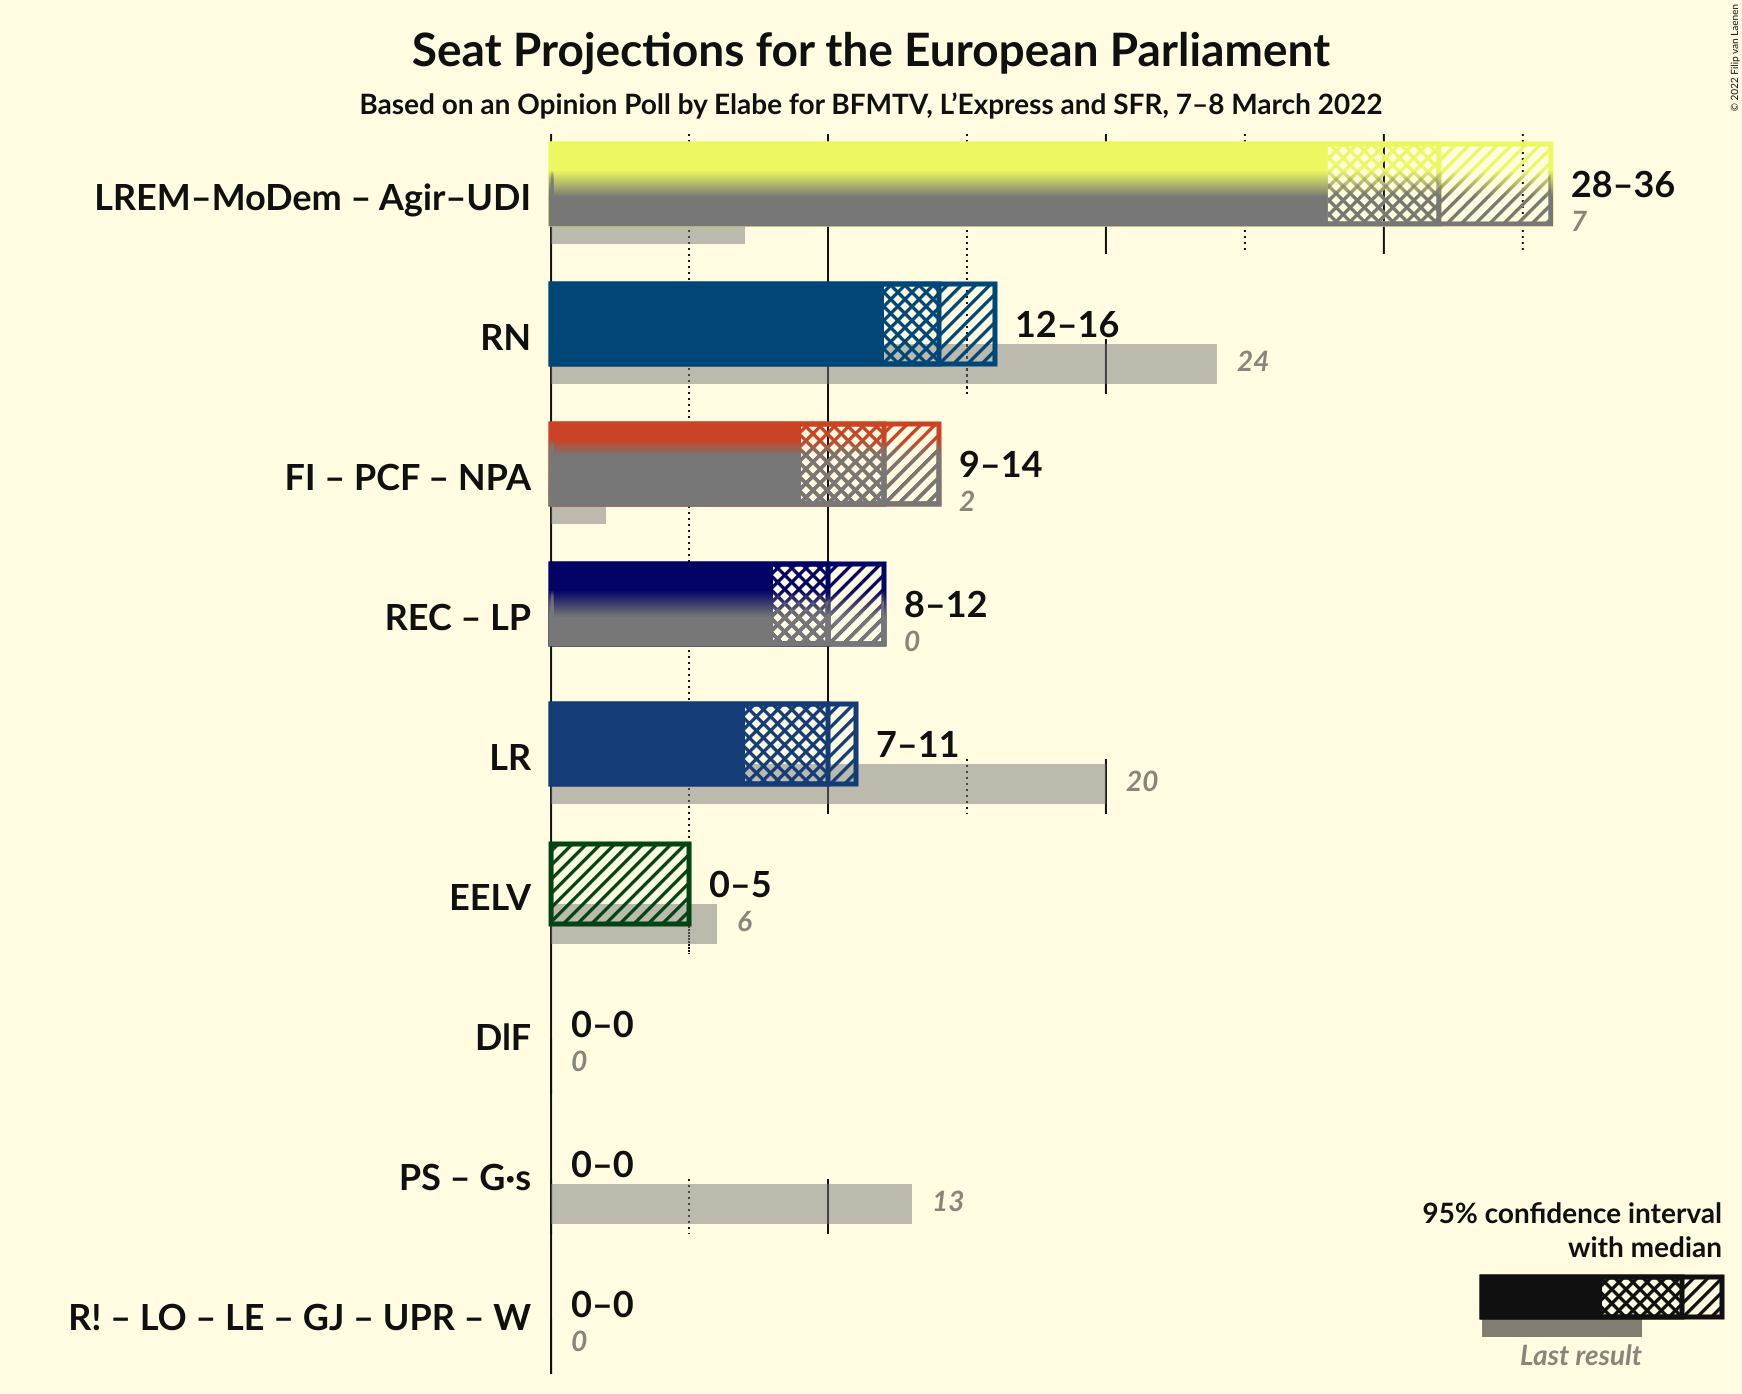 Seat Projections for the European Parliament
Based on an Opinion Poll by Elabe for BFMTV, L’Express and SFR, 7–8 March 2022
© 2022 Filip van Laenen
LREM–MoDem – Agir–UDI
28–36
7
RN
12–16
24
FI – PCF – NPA
9–14
2
REC – LP
8–12
0
LR
7–11
20
EELV
0–5
6
DlF
0–0
0
PS – G·s
0–0
13
R! – LO – LE – GJ – UPR – W
0–0
0
95% confidence interval
with median
Last result